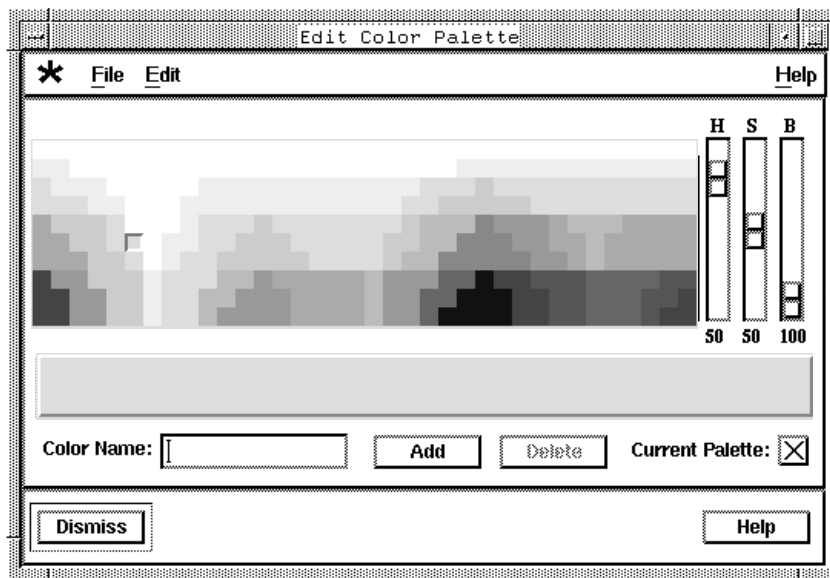 Edit Color Palette
File Edit Help
H S B
50 50 100
Color Name: Add Delete Current Palette:
Dismiss Help